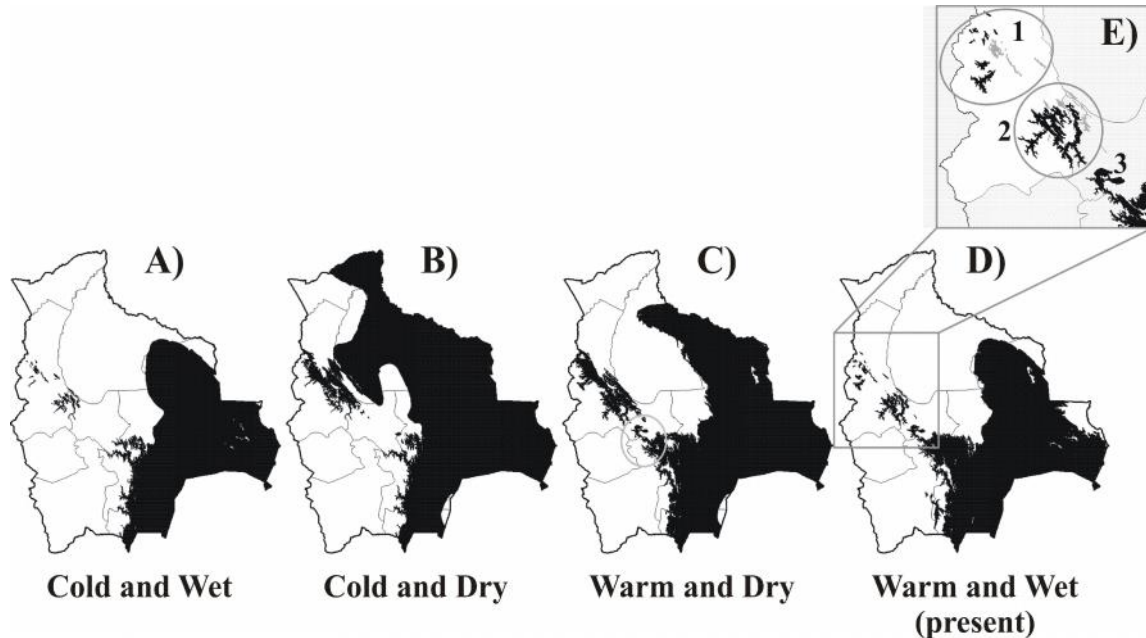 E)
1
2
3
A)
B)
C)
D)
Cold and Wet
Cold and Dry
Warm and Dry
Warm and Wet
(present)